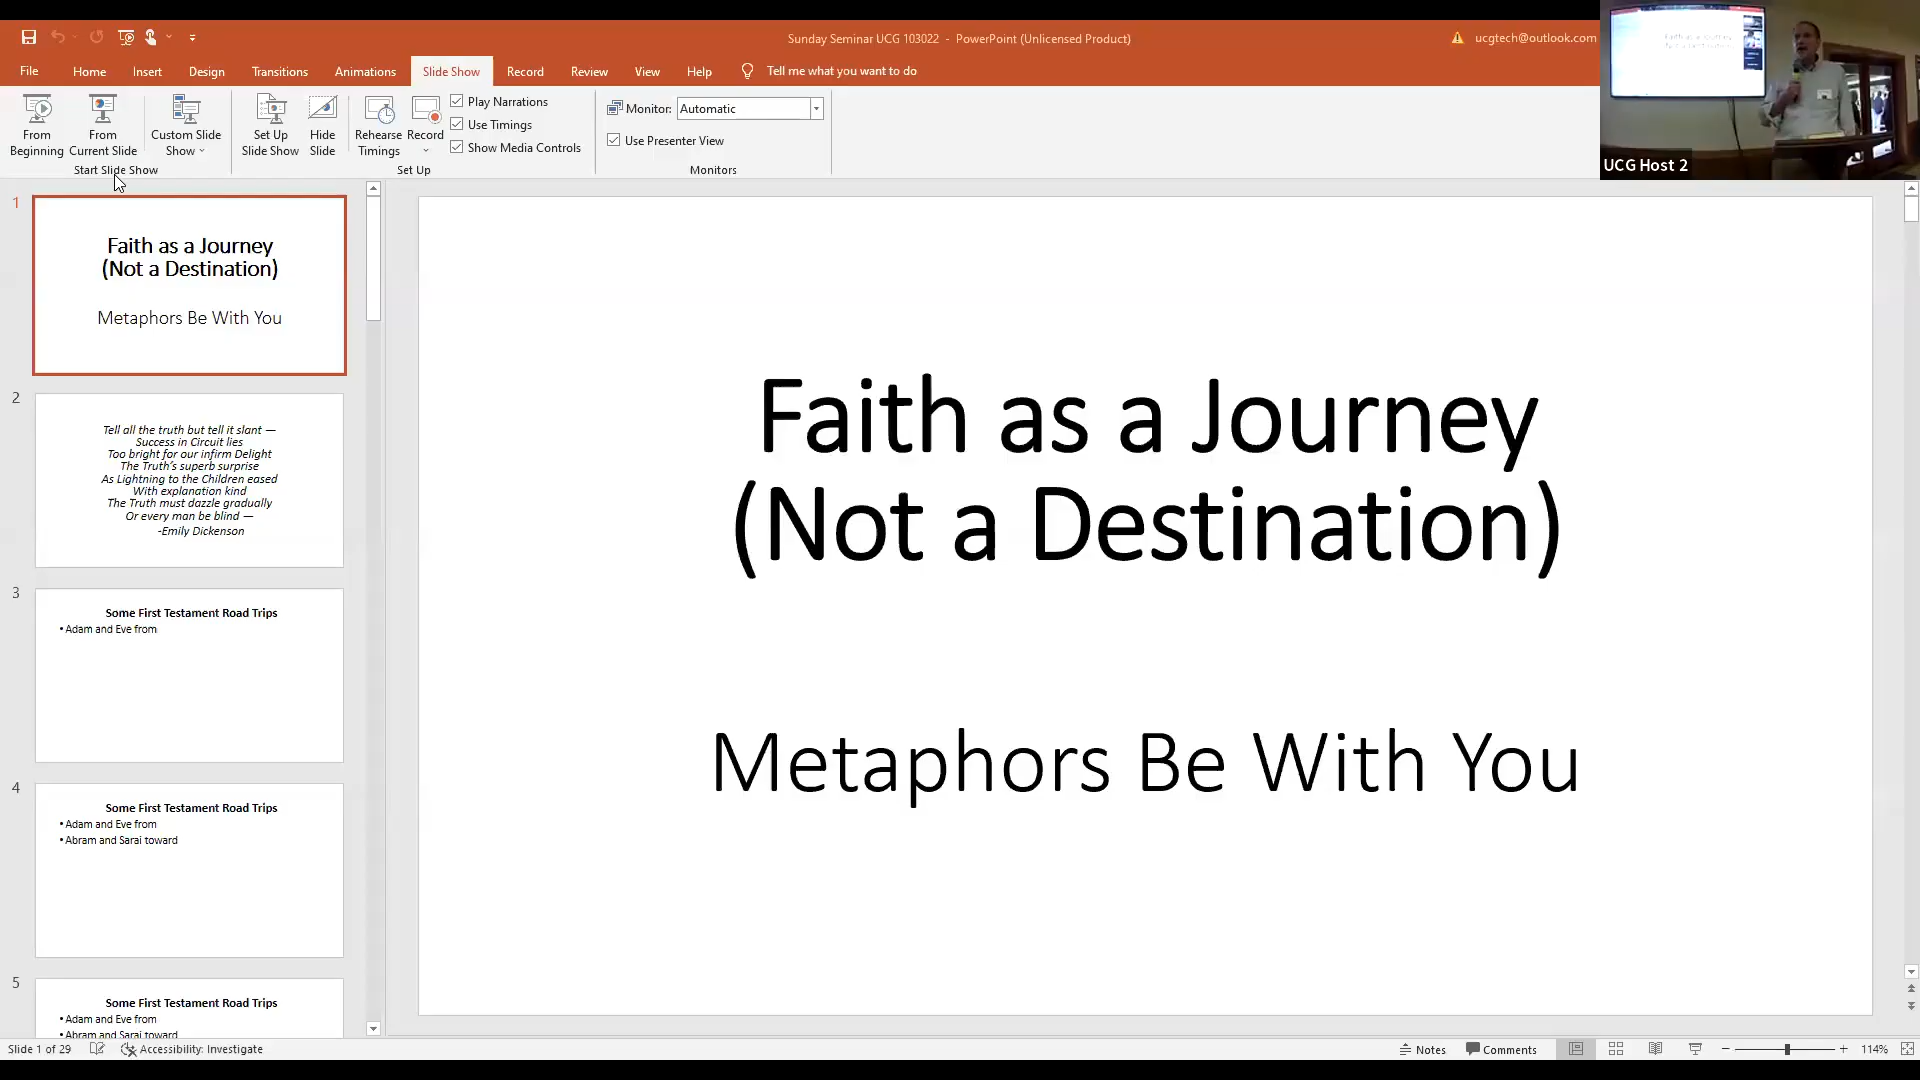 Sunday Seminar UCG 103022 - PowerPoint (Unlicensed Product)
ucgtech@outlook.com
File Home Insert Design Transitions Animations Slide Show Record Review View Help Tell me what you want to do
From Beginning
From Current Slide
Custom Slide Show
Set Up Slide Show
Hide Slide
Rehearse Timings
Record
Play Narrations
Use Timings
Show Media Controls
Monitor: Automatic
Use Presenter View
Start Slide Show
Set Up
Monitors
UCG Host 2
1
Faith as a Journey
(Not a Destination)
Metaphors Be With You
2
Tell all the truth but tell it slant —
Success in Circuit lies
Too bright for our infirm Delight
The Truth's superb surprise
As Lightning to the Children eased
With explanation kind
The Truth must dazzle gradually
Or every man be blind —
-Emily Dickenson
3
Some First Testament Road Trips
• Adam and Eve from
4
Some First Testament Road Trips
• Adam and Eve from
• Abram and Sarai toward
5
Some First Testament Road Trips
• Adam and Eve from
• Abram and Sarai toward
Faith as a Journey
(Not a Destination)
Metaphors Be With You
Slide 1 of 29
Accessibility: Investigate
Notes
Comments
114%